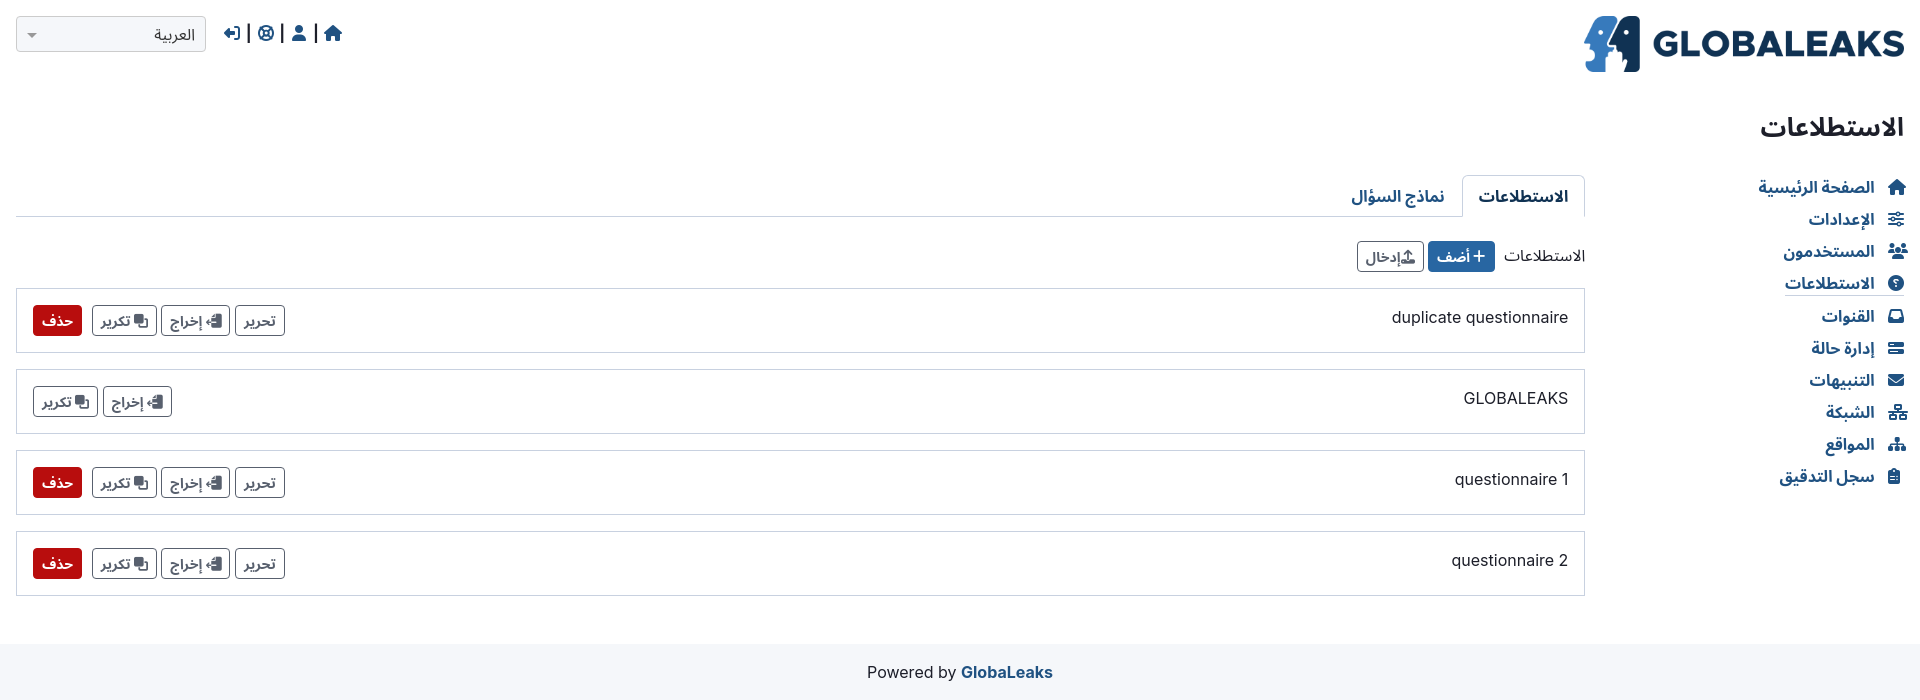 GLOBALEAKS
العربية
الاستطلاعات
الصفحة الرئيسية
الإعدادات
المستخدمون
الاستطلاعات
القنوات
إدارة حالة
التنبيهات
الشبكة
المواقع
سجل التدقيق
الاستطلاعات نماذج السؤال
الاستطلاعات أضف إدخال
duplicate questionnaire تحرير إخراج تكرير حذف
GLOBALEAKS إخراج تكرير
questionnaire 1 تحرير إخراج تكرير حذف
questionnaire 2 تحرير إخراج تكرير حذف
Powered by GlobaLeaks